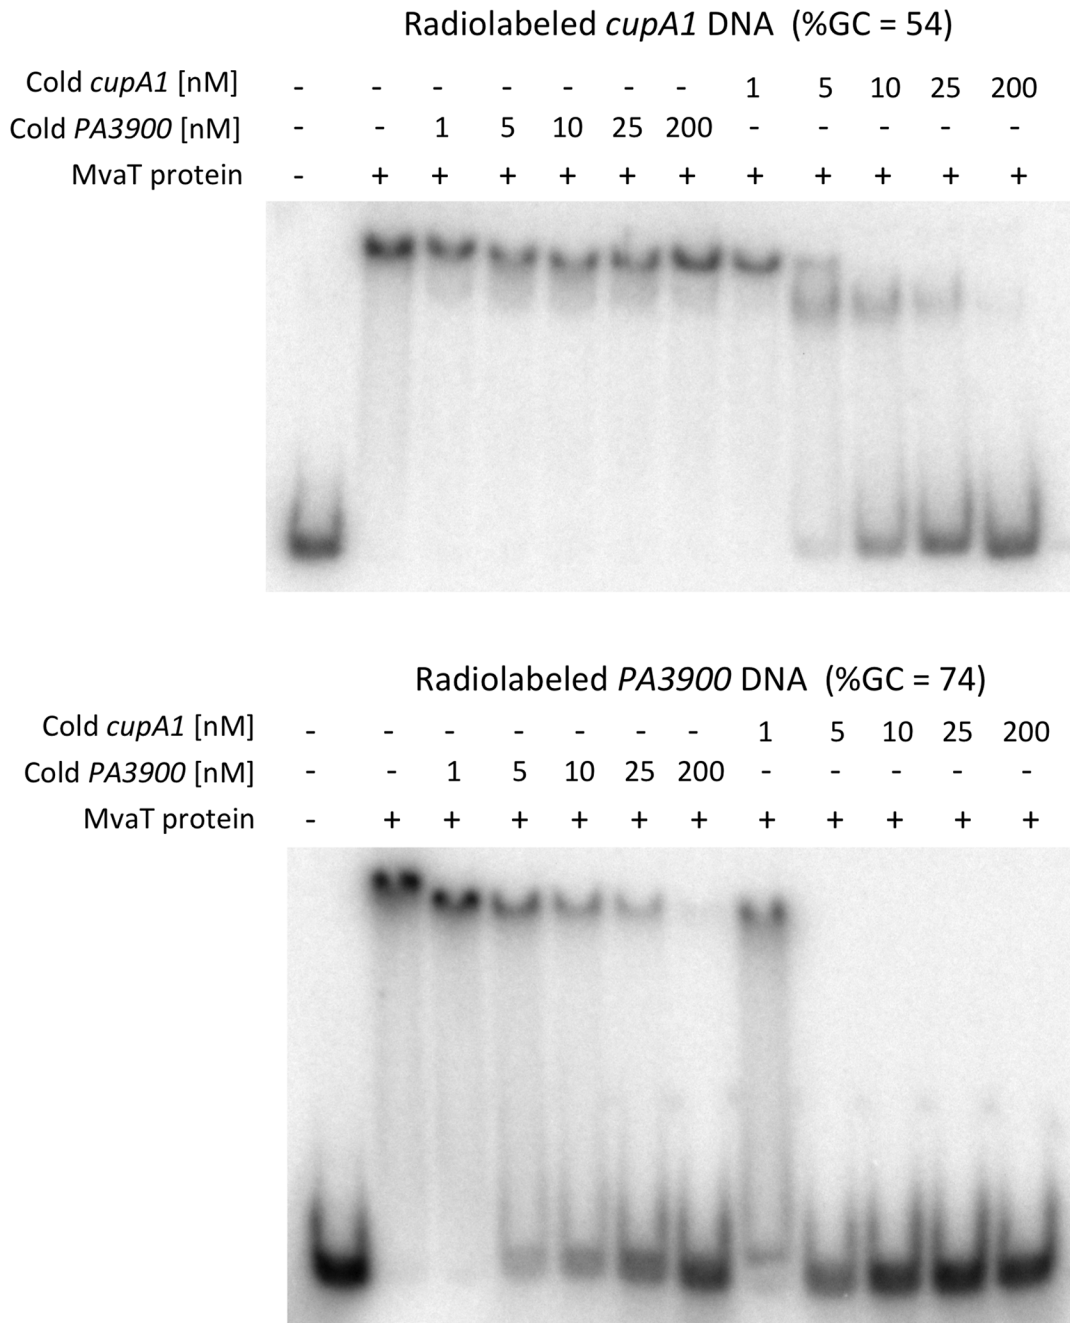 Radiolabeled cupA1 DNA (%GC = 54)
Cold cupA1 [nM] - - - - - - - 1 5 10 25 200
Cold PA3900 [nM] - - 1 5 10 25 200 - - - - -
MvaT protein - + + + + + + + + + + +
Radiolabeled PA3900 DNA (%GC = 74)
Cold cupA1 [nM] - - - - - - - 1 5 10 25 200
Cold PA3900 [nM] - - 1 5 10 25 200 - - - - -
MvaT protein - + + + + + + + + + + +